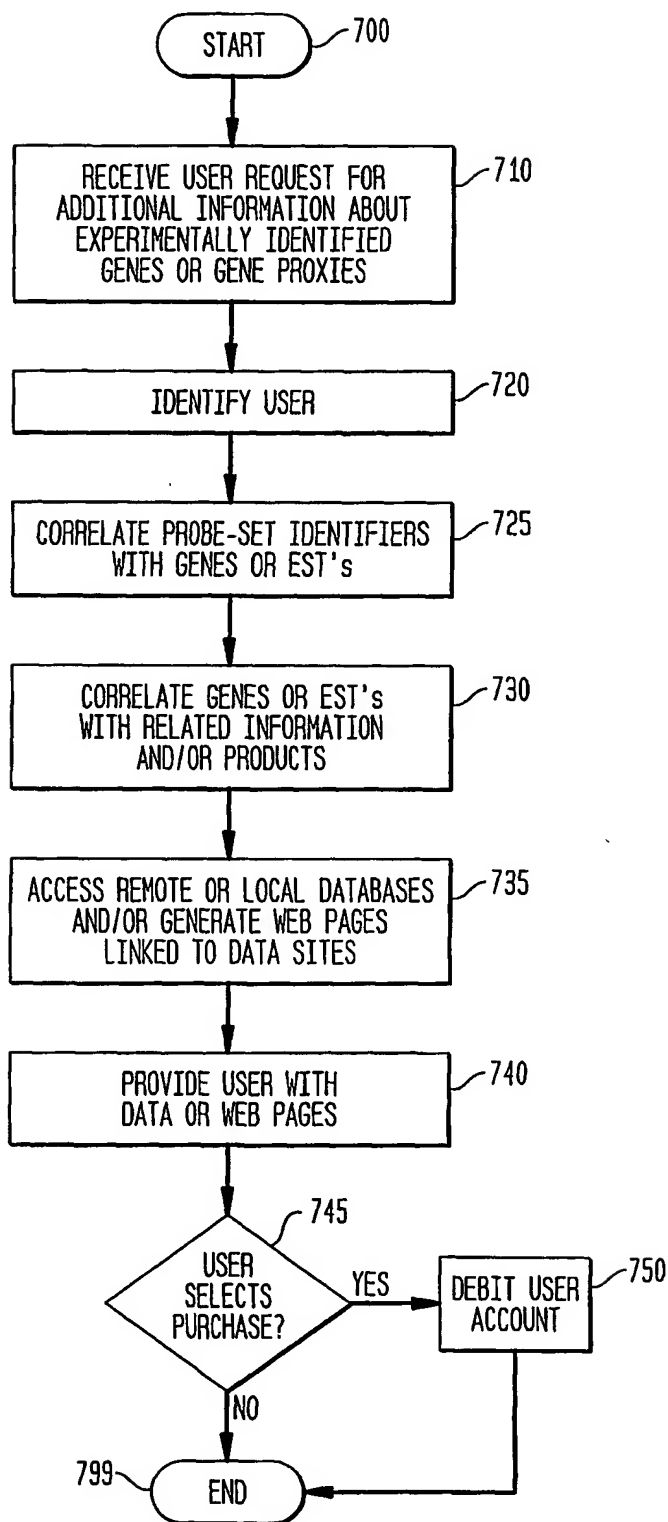 START
700
RECEIVE USER REQUEST FOR
ADDITIONAL INFORMATION ABOUT
EXPERIMENTALLY IDENTIFIED
GENES OR GENE PROXIES
710
IDENTIFY USER
720
CORRELATE PROBE-SET IDENTIFIERS
WITH GENES OR EST's
725
CORRELATE GENES OR EST's
WITH RELATED INFORMATION
AND/OR PRODUCTS
730
ACCESS REMOTE OR LOCAL DATABASES
AND/OR GENERATE WEB PAGES
LINKED TO DATA SITES
735
PROVIDE USER WITH
DATA OR WEB PAGES
740
USER
SELECTS
PURCHASE?
745
YES
DEBIT USER
ACCOUNT
750
NO
799
END